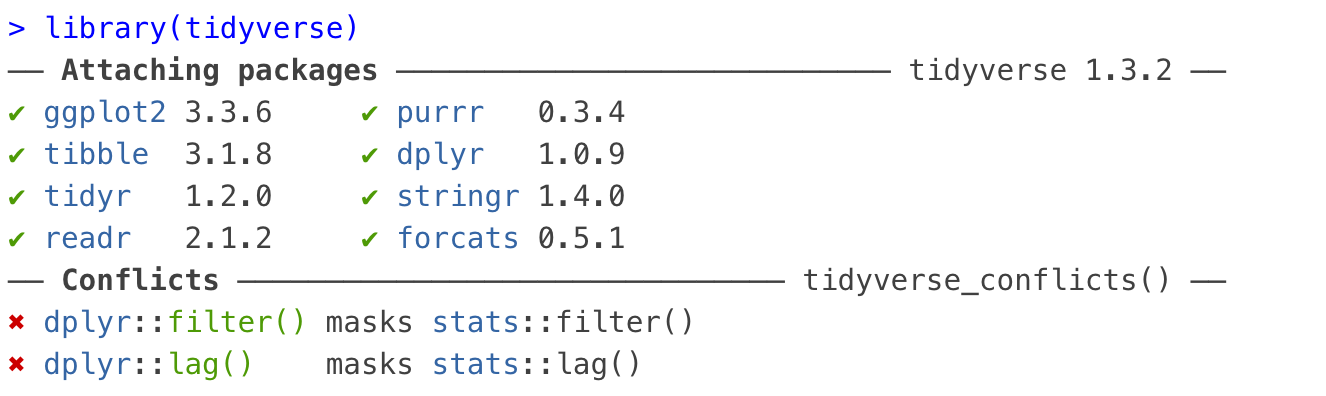 > library(tidyverse)
── Attaching packages ──────────────────────────── tidyverse 1.3.2 ──
✔ ggplot2 3.3.6     ✔ purrr   0.3.4
✔ tibble  3.1.8     ✔ dplyr   1.0.9
✔ tidyr   1.2.0     ✔ stringr 1.4.0
✔ readr   2.1.2     ✔ forcats 0.5.1
── Conflicts ─────────────────────────────── tidyverse_conflicts() ──
✖ dplyr::filter() masks stats::filter()
✖ dplyr::lag()    masks stats::lag()